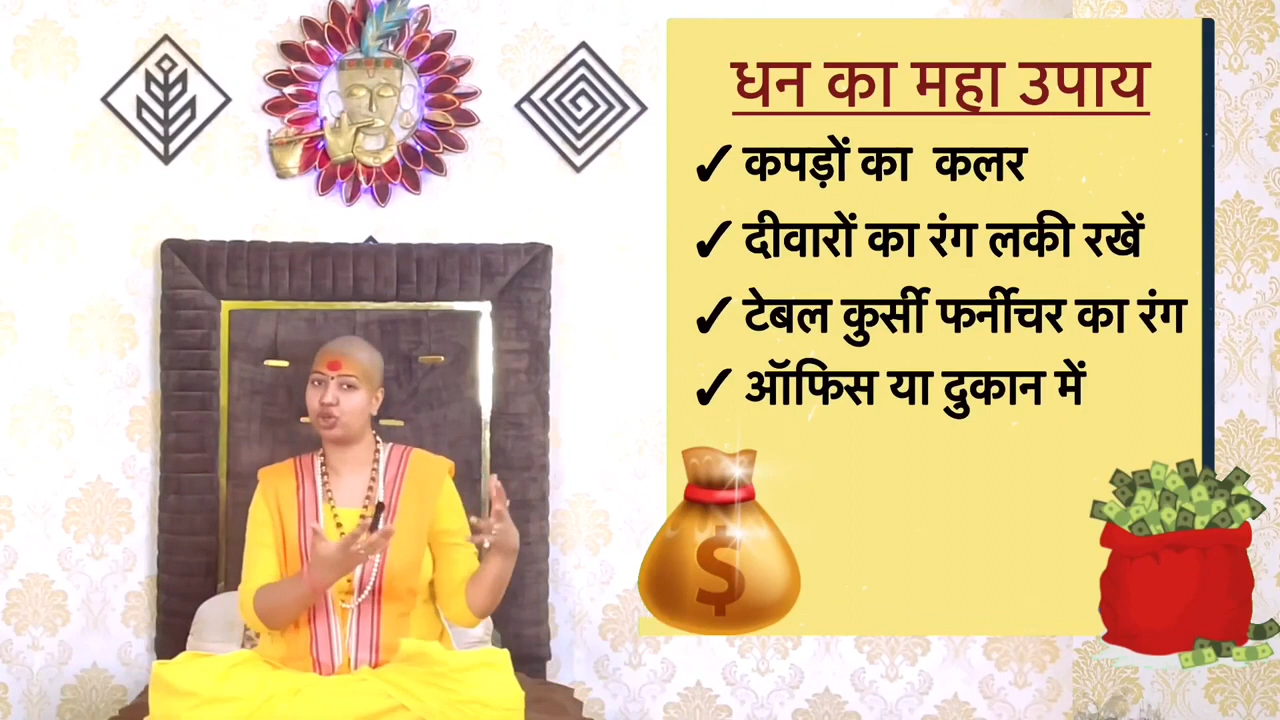 धन का महा उपाय
✓ कपड़ों का कलर
✓ दीवारों का रंग लकी रखें
✓ टेबल कुर्सी फर्नीचर का रंग
✓ ऑफिस या दुकान में
$